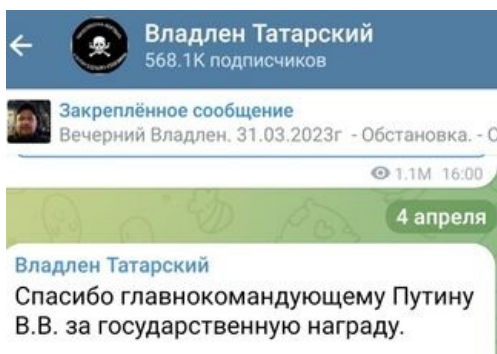 Владлен Татарский
568.1K подписчиков
Закреплённое сообщение
Вечерний Владлен. 31.03.2023г - Обстановка. - С
1.1M 16:00
4 апреля
Владлен Татарский
Спасибо главнокомандующему Путину
В.В. за государственную награду.